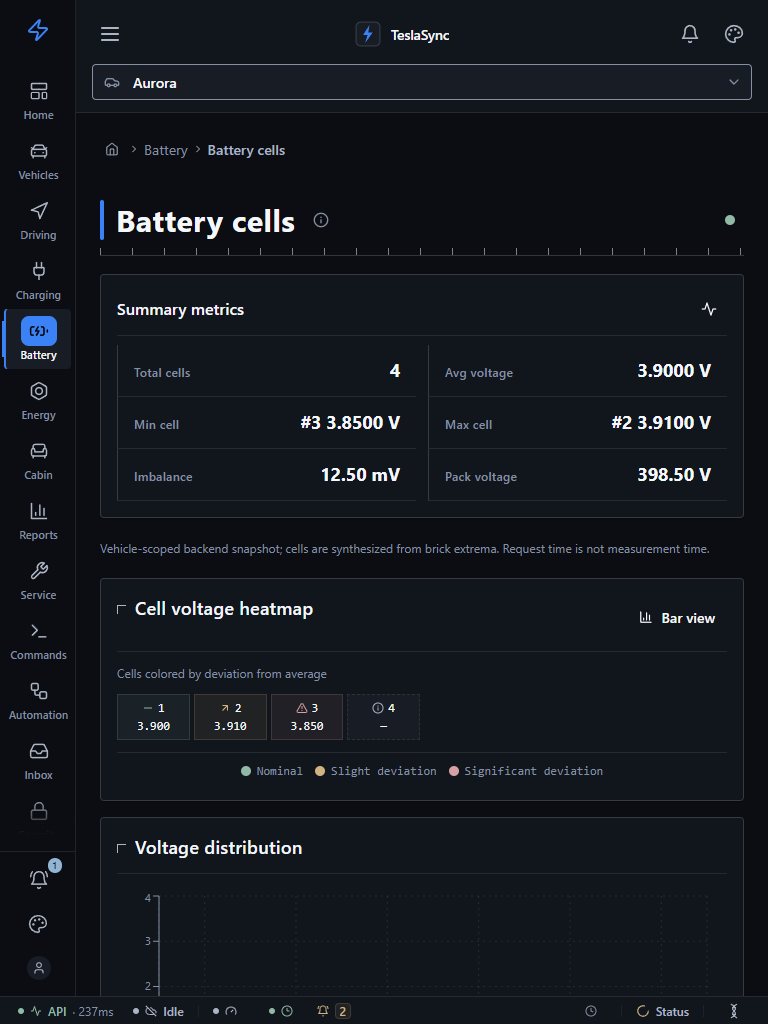 TeslaSync
Aurora
Home
Vehicles
Driving
Charging
Battery
Energy
Cabin
Reports
Service
Commands
Automation
Inbox
1
Battery
Battery cells
Battery cells
Summary metrics
Total cells 4
Avg voltage 3.9000 V
Min cell #3 3.8500 V
Max cell #2 3.9100 V
Imbalance 12.50 mV
Pack voltage 398.50 V
Vehicle-scoped backend snapshot; cells are synthesized from brick extrema. Request time is not measurement time.
Cell voltage heatmap
Bar view
Cells colored by deviation from average
1 2 3 4
3.900 3.910 3.850 —
Nominal Slight deviation Significant deviation
Voltage distribution
4
3
2
API · 237ms Idle 2 Status